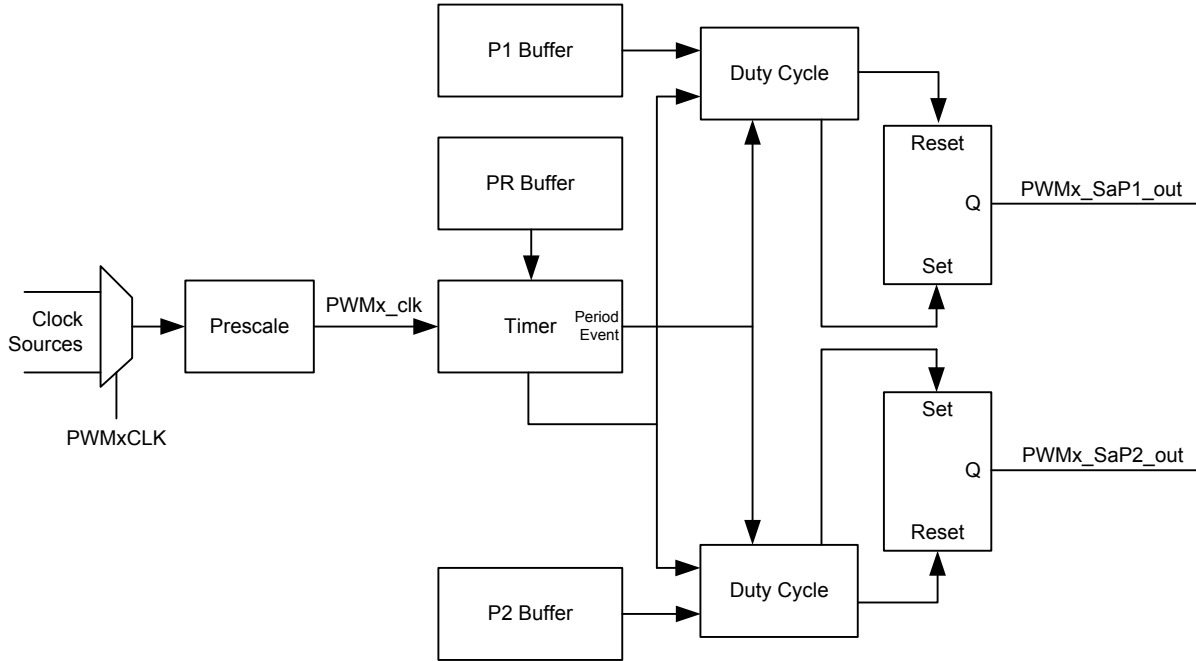 P1 Buffer
Duty Cycle
Reset
Q
Set
PWMx_SaP1_out
PR Buffer
Clock
Sources
PWMxCLK
Prescale
PWMx_clk
Timer
Period
Event
Set
Q
Reset
PWMx_SaP2_out
P2 Buffer
Duty Cycle